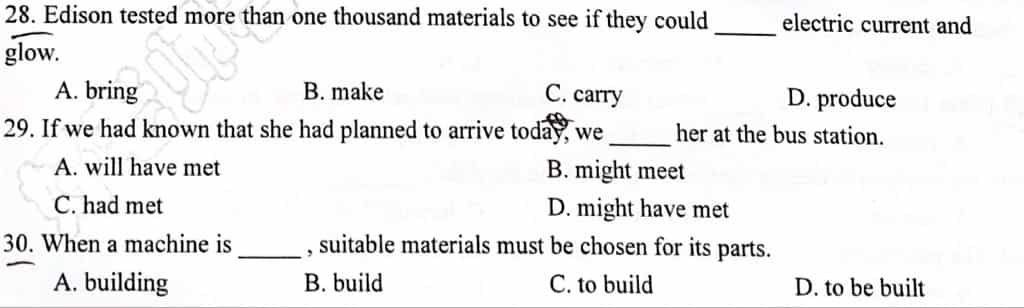 28. Edison tested more than one thousand materials to see if they could _____ electric current and
glow.
A. bring B. make C. carry D. produce
29. If we had known that she had planned to arrive today, we _____ her at the bus station.
A. will have met B. might meet
C. had met D. might have met
30. When a machine is _____ , suitable materials must be chosen for its parts.
A. building B. build C. to build D. to be built